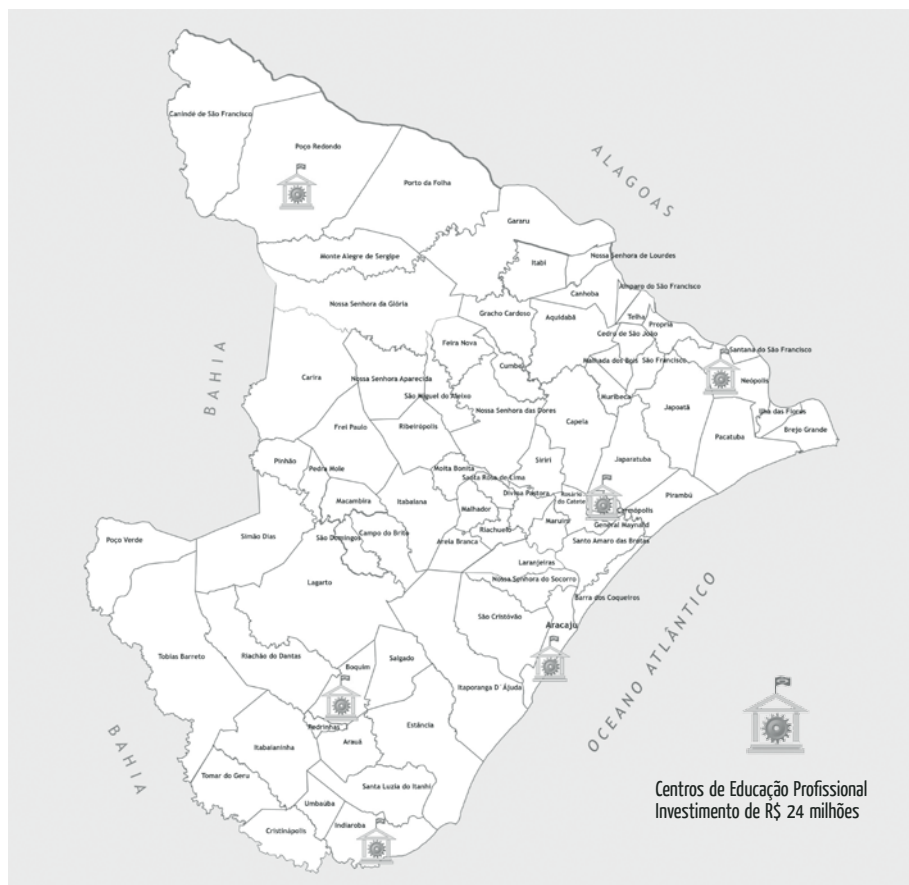 Canindé de São Francisco
Poço Redondo
ALAGOAS
Porto da Folha
Gararu
Monte Alegre de Sergipe
Nossa Senhora de Lourdes
Itabi
Amparo do São Francisco
Canhoba
Nossa Senhora da Glória
Gracho Cardoso
Aquidabã
Telha
Propria
Cedro de São João
Feira Nova
Santana do São Francisco
BAHIA
Malhada dos Bois
São Francisco
Cumbe
Carira
Nossa Senhora Aparecida
Neópolis
São Miguel do Aleixo
Muribeca
Japoatã
Nossa Senhora das Dores
Ilha das Flores
Capela
Frei Paulo
Ribeirópolis
Brejo Grande
Pacatuba
Pinhão
Siriri
Japaratuba
Pedra Mole
Moita Bonita
Santa Rosa de Lima
Divina Pastora
Rosário
do Catete
Pirambú
Macambira
Itabaiana
Malhador
Carmópolis
Maruim
General Maynard
Riachuelo
Poço Verde
Simão Dias
São Domingos
Campo do Brito
Areia Branca
Santo Amaro das Brotas
Laranjeiras
Lagarto
Nossa Senhora do Socorro
Barra dos Coqueiros
São Cristóvão
Aracaju
OCEANO ATLÂNTICO
Tobias Barreto
Riachão do Dantas
Salgado
Boquim
Itaporanga D´Ájuda
Pedrinhas
Estância
Arauá
Itabaianinha
BAHIA
Tomar do Geru
Santa Luzia do Itanhi
Umbaúba
Indiaroba
Cristinápolis
Centros de Educação Profissional
Investimento de R$ 24 milhões